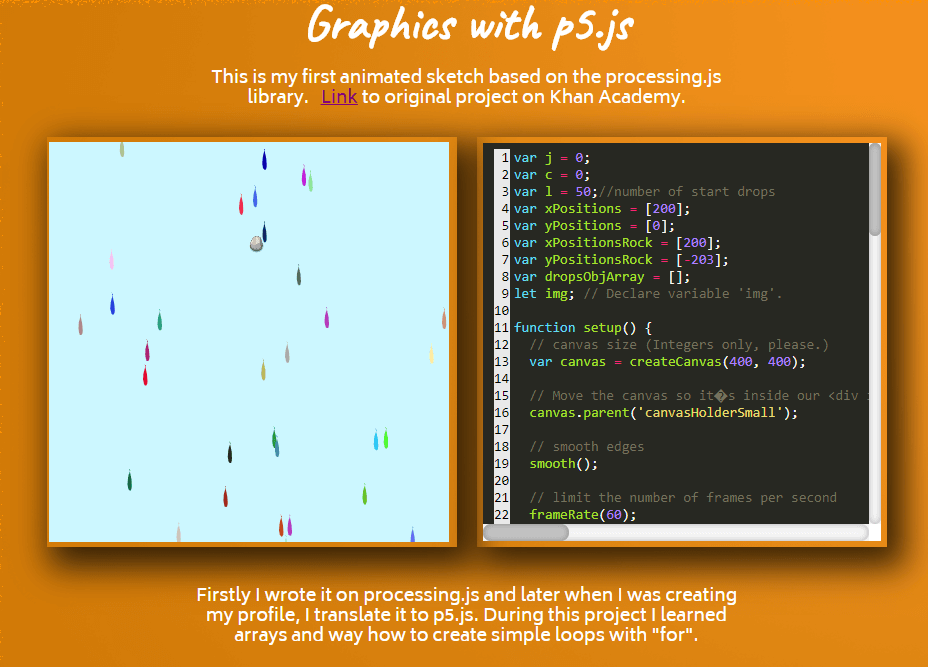 Graphics with p5.js
This is my first animated sketch based on the processing.js
library. Link to original project on Khan Academy.
1 var j = 0;
2 var c = 0;
3 var l = 50;//number of start drops
4 var xPositions = [200];
5 var yPositions = [0];
6 var xPositionsRock = [200];
7 var yPositionsRock = [-203];
8 var dropsObjArray = [];
9 let img; // Declare variable 'img'.
10
11 function setup() {
12 // canvas size (Integers only, please.)
13 var canvas = createCanvas(400, 400);
14
15 // Move the canvas so it�s inside our <div
16 canvas.parent('canvasHolderSmall');
17
18 // smooth edges
19 smooth();
20
21 // limit the number of frames per second
22 frameRate(60);
Firstly I wrote it on processing.js and later when I was creating
my profile, I translate it to p5.js. During this project I learned
arrays and way how to create simple loops with "for".